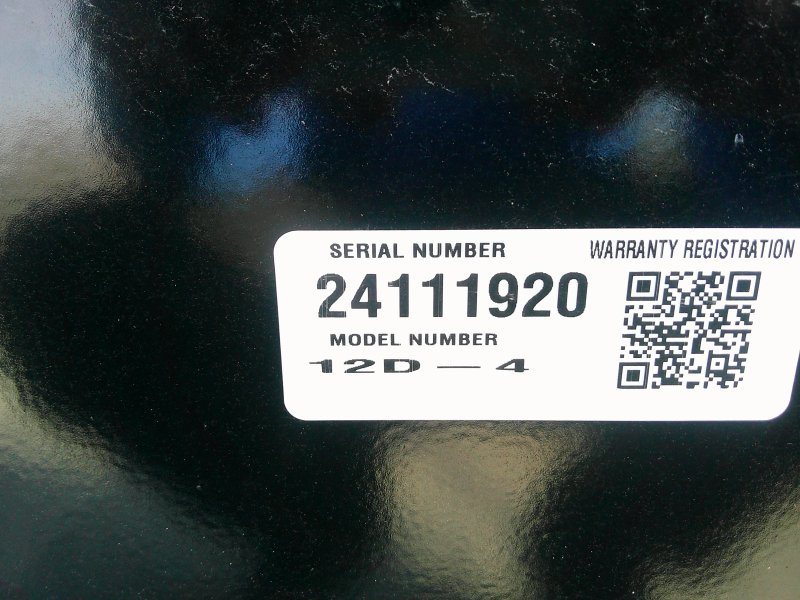 SERIAL NUMBER
24111920
MODEL NUMBER
12D - 4
WARRANTY REGISTRATION